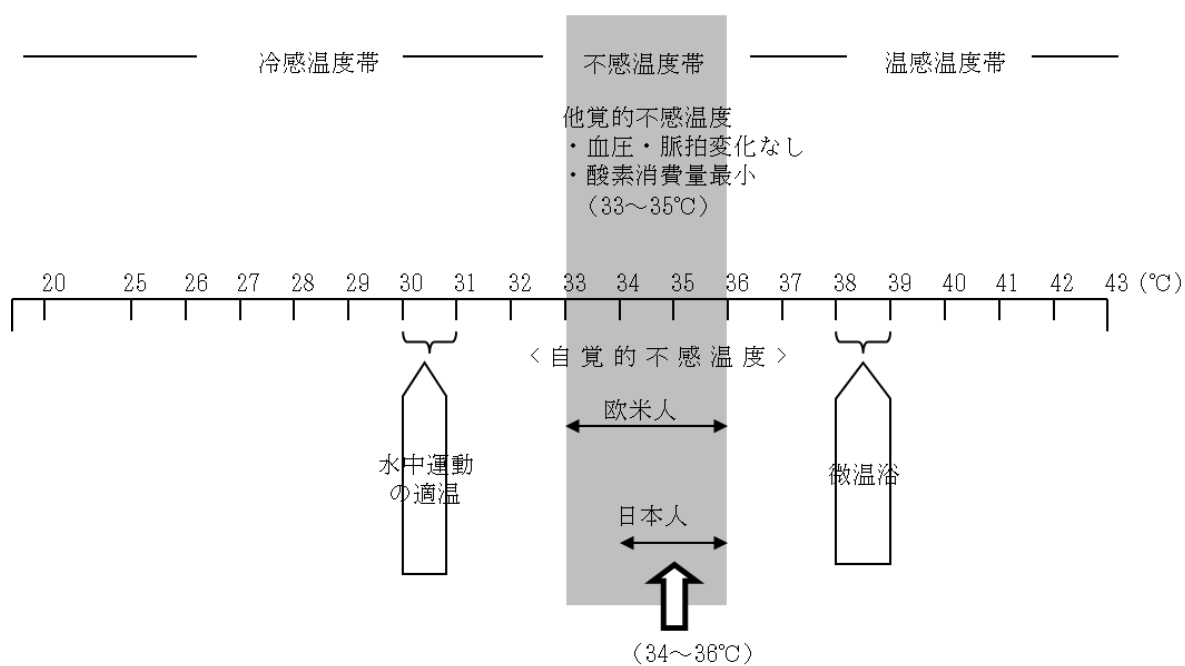 冷感温度帯 不感温度帯 温感温度帯
他覚的不感温度
・血圧・脈拍変化なし
・酸素消費量最小
(33～35℃)
20 25 26 27 28 29 30 31 32 33 34 35 36 37 38 39 40 41 42 43 (℃)
＜自覚的不感温度＞
欧米人
水中運動
の適温
微温浴
日本人
(34～36℃)